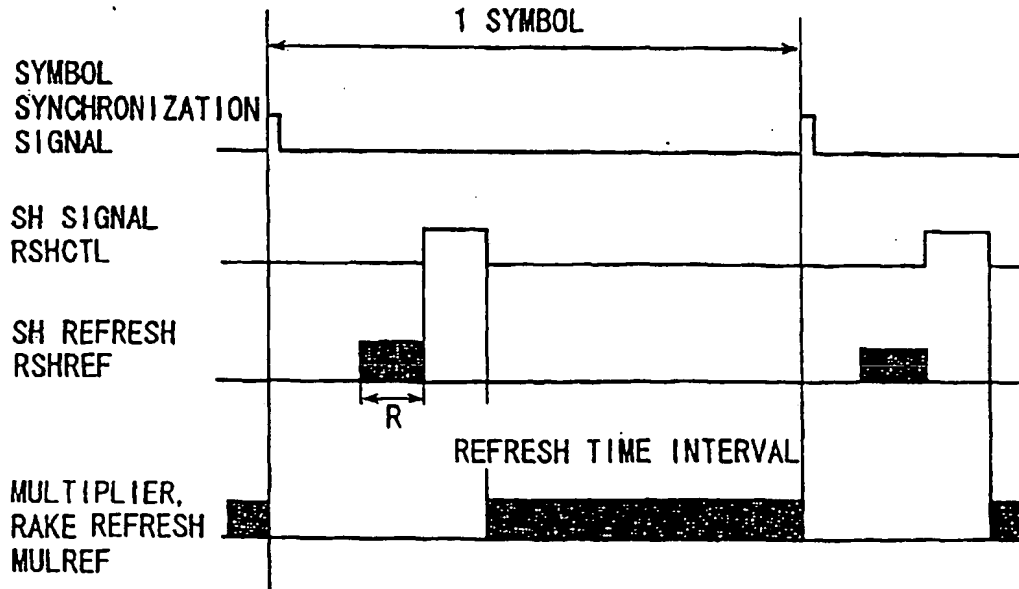 1 SYMBOL
SYMBOL
SYNCHRONIZATION
SIGNAL
SH SIGNAL
RSHCTL
SH REFRESH
RSHREF
R
REFRESH TIME INTERVAL
MULTIPLIER,
RAKE REFRESH
MULREF